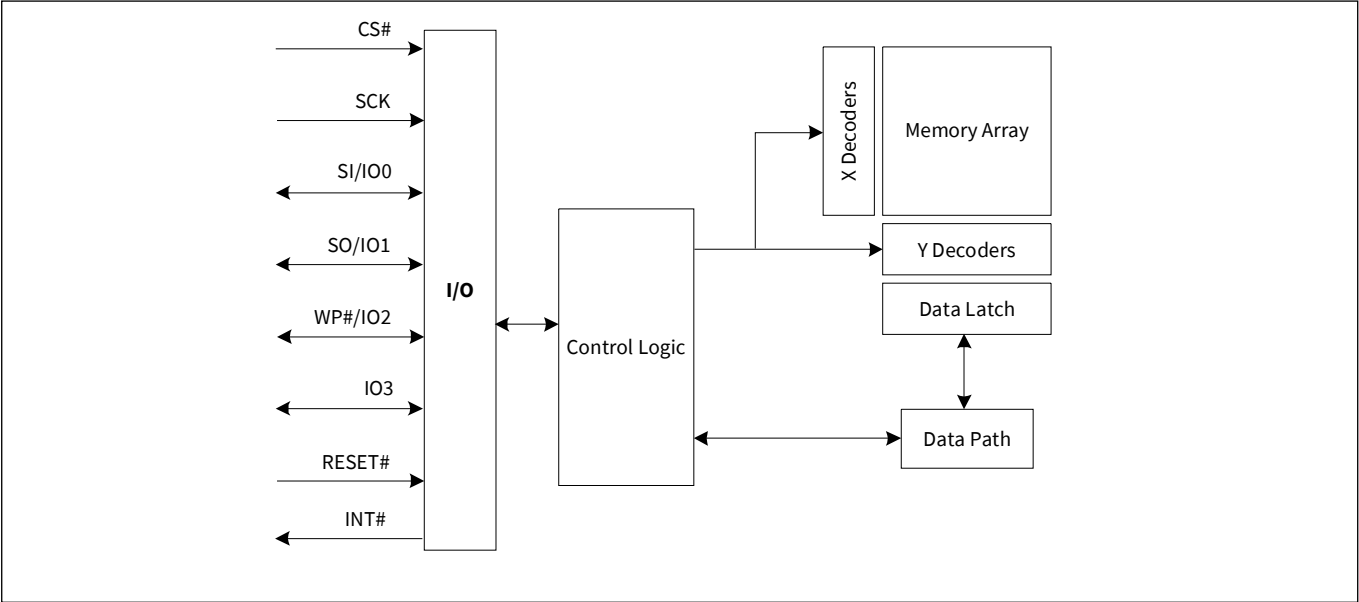 CS#
SCK
SI/IO0
SO/IO1
WP#/IO2
IO3
RESET#
INT#
I/O
Control Logic
X Decoders
Memory Array
Y Decoders
Data Latch
Data Path